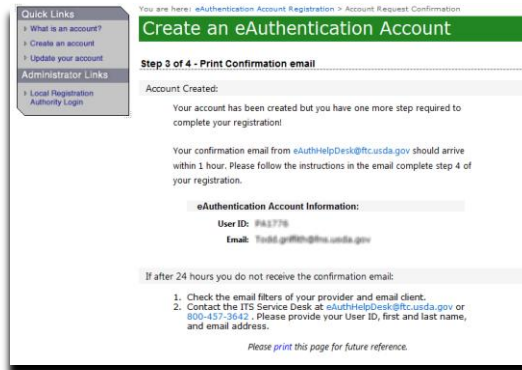 Quick Links
What is an account?
Create an account
Update your account
Administrator Links
Local Registration
Authority Login
You are here: eAuthentication Account Registration > Account Request Confirmation
Create an eAuthentication Account
Step 3 of 4 - Print Confirmation email
Account Created:
Your account has been created but you have one more step required to
complete your registration!
Your confirmation email from eAuthHelpDesk@ftc.usda.gov should arrive
within 1 hour. Please follow the instructions in the email complete step 4 of
your registration.
eAuthentication Account Information:
User ID:
Email:
If after 24 hours you do not receive the confirmation email:
1. Check the email filters of your provider and email client.
2. Contact the ITS Service Desk at eAuthHelpDesk@ftc.usda.gov or
800-457-3642 . Please provide your User ID, first and last name,
and email address.
Please print this page for future reference.